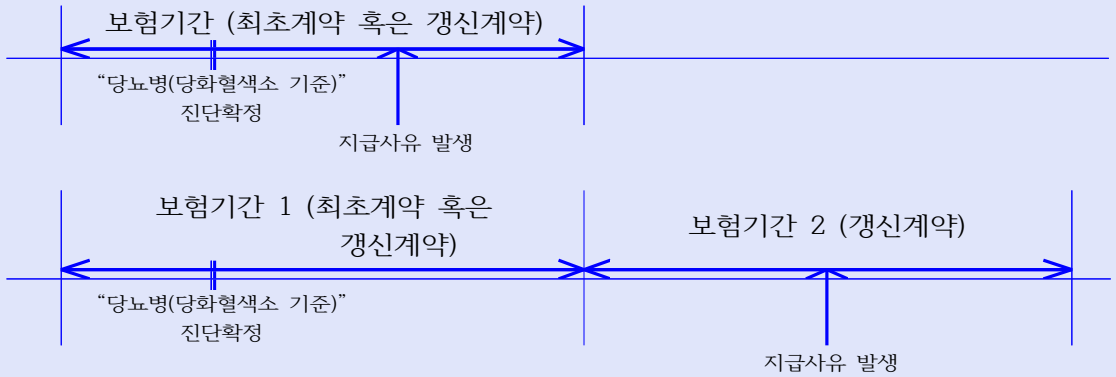 보험기간 (최초계약 혹은 갱신계약)
“당뇨병(당화혈색소 기준)”
진단확정
지급사유 발생
보험기간 1 (최초계약 혹은
갱신계약)
보험기간 2 (갱신계약)
“당뇨병(당화혈색소 기준)”
진단확정
지급사유 발생